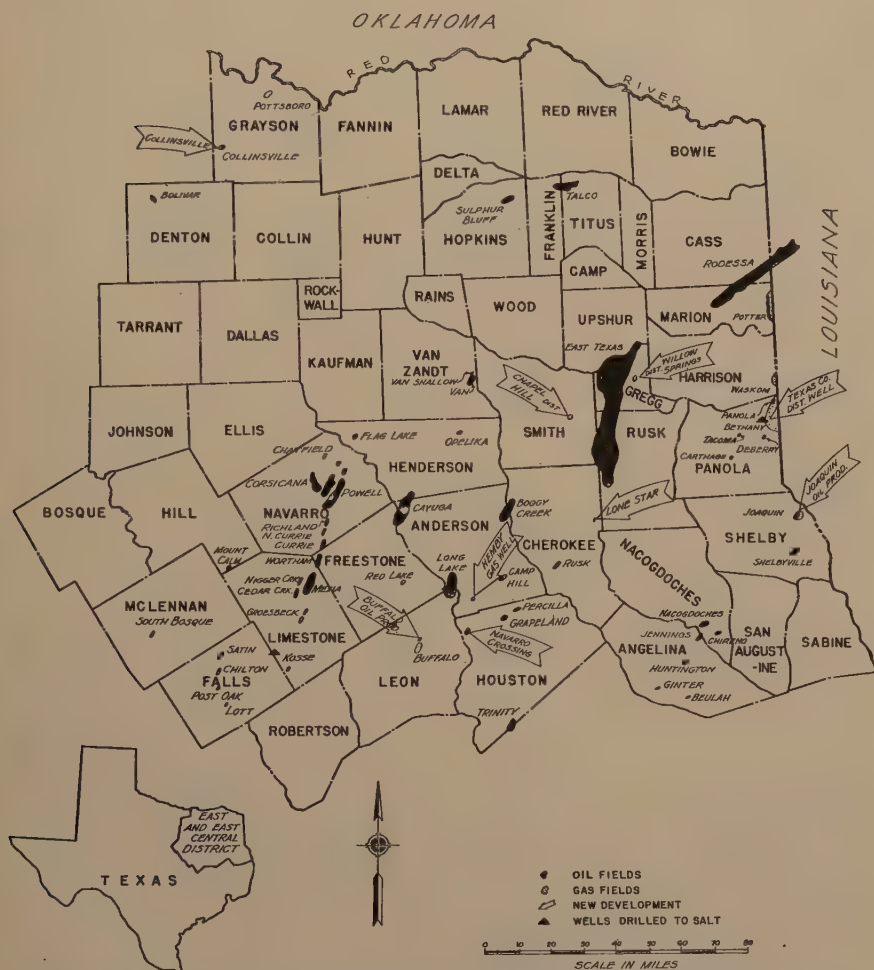 OKLAHOMA
RED
RIVER
POTTSBORO
GRAYSON
FANNIN
LAMAR
RED RIVER
COLLINSVILLE
COLLINSVILLE
BOWIE
DELTA
BOLIVAR
SULPHUR
BLUFF
TALCO
DENTON
COLLIN
HUNT
HOPKINS
FRANKLIN
TITUS
MORRIS
CASS
RODESSA
LOUISIANA
CAMP
ROCK-
WALL
RAINS
WOOD
UPSHUR
MARION
POTTER
TARRANT
DALLAS
KAUFMAN
VAN
ZANDT
VAN SHALLOW
VAN
EAST TEXAS
WILLOW
SPRINGS
DIST.
HARRISON
WASKOM
CHAPEL
HILL
DIST
GREGG
TEXAS CO.
DIST. WELL
JOHNSON
ELLIS
SMITH
RUSK
PANOLA
BETHANY
TACOMA
DEBERRY
CARTHAGE
PANOLA
CHATFIELD
FLAG LAKE
OPELIKA
HENDERSON
CORSICANA
POWELL
BOSQUE
HILL
NAVARRO
RICHLAND
N. CURRIE
CURRIE
CAYUGA
ANDERSON
BOGGY
CREEK
LONE STAR
JOAQUIN
OIL PROD.
JOAQUIN
SHELBY
SHELBYVILLE
MOUNT
CALM
WORTHAM
FREESTONE
LONG
LAKE
HEMBY
GAS WELL
CHEROKEE
RUSK
NACOGDOCHES
NIGGER CRK.
CEDAR CRK.
MEXIA
RED LAKE
CAMP
HILL
MCLENNAN
SOUTH BOSQUE
GROESBECK
LIMESTONE
BUFFALO
OIL PROD.
PERCILLA
GRAPELAND
NAVARRO
CROSSING
NACOGDOCHES
JENNINGS
CHIRENO
SAN
AUGUST
-INE
SABINE
SATIN
CHILTON
KOSSE
BUFFALO
ANGELINA
HUNTINGTON
FALLS
POST OAK
LOTT
LEON
HOUSTON
GINTER
BEULAH
ROBERTSON
TRINITY
EAST
AND EAST
CENTRAL
DISTRICT
TEXAS
OIL FIELDS
GAS FIELDS
NEW DEVELOPMENT
WELLS DRILLED TO SALT
0 10 20 30 40 50 60 70 80
SCALE IN MILES